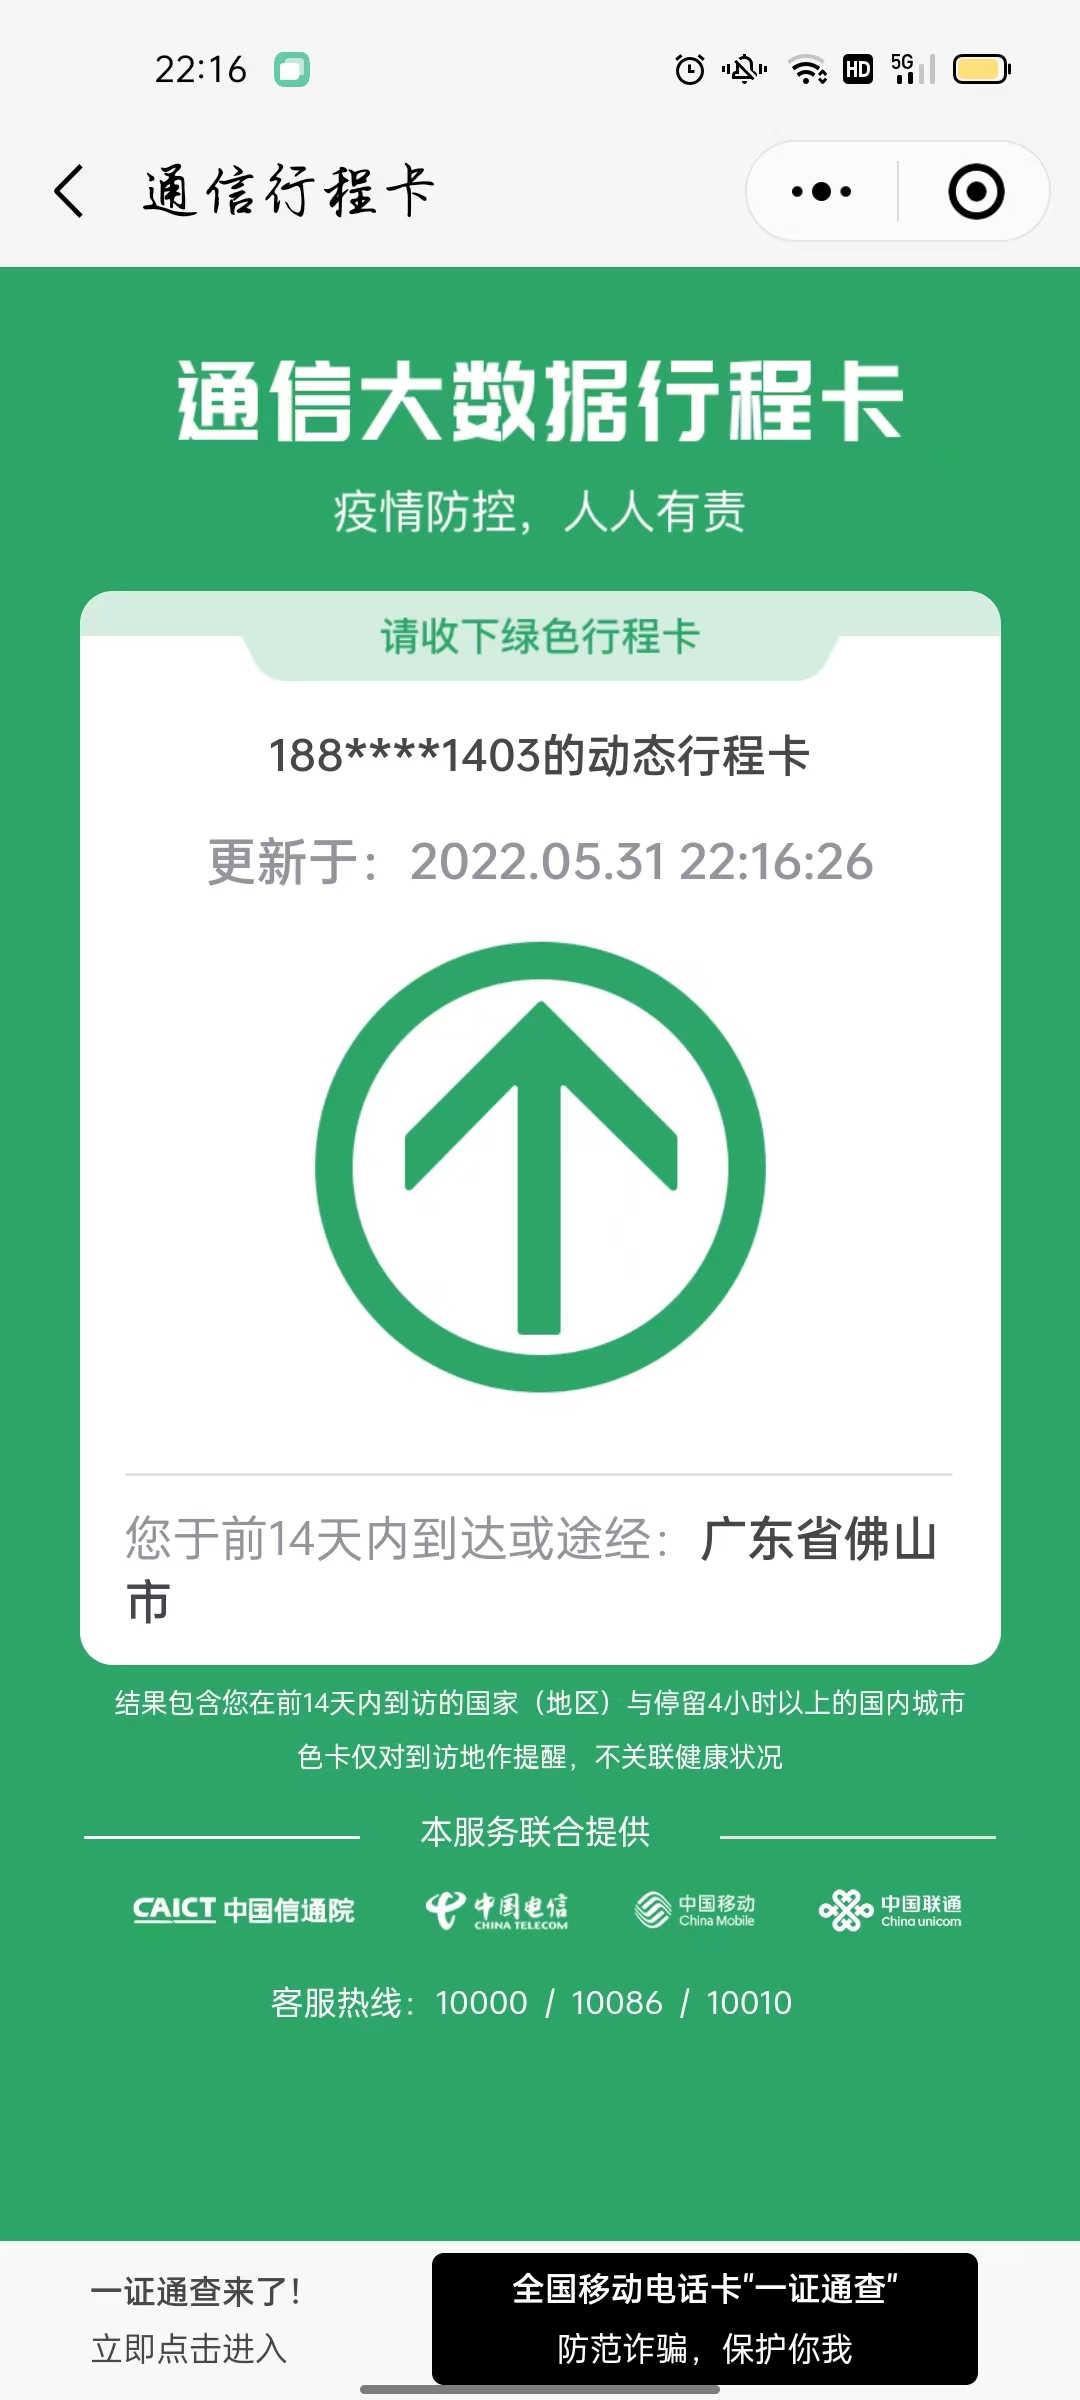 22:16
HD 5G
通信行程卡
通信大数据行程卡
疫情防控，人人有责
请收下绿色行程卡
188****1403的动态行程卡
更新于：2022.05.31 22:16:26
您于前14天内到达或途经：广东省佛山
市
结果包含您在前14天内到访的国家（地区）与停留4小时以上的国内城市
色卡仅对到访地作提醒，不关联健康状况
本服务联合提供
CAICT 中国信通院 中国电信 CHINA TELECOM 中国移动 China Mobile 中国联通 China unicom
客服热线：10000 / 10086 / 10010
一证通查来了！
立即点击进入
全国移动电话卡"一证通查"
防范诈骗，保护你我